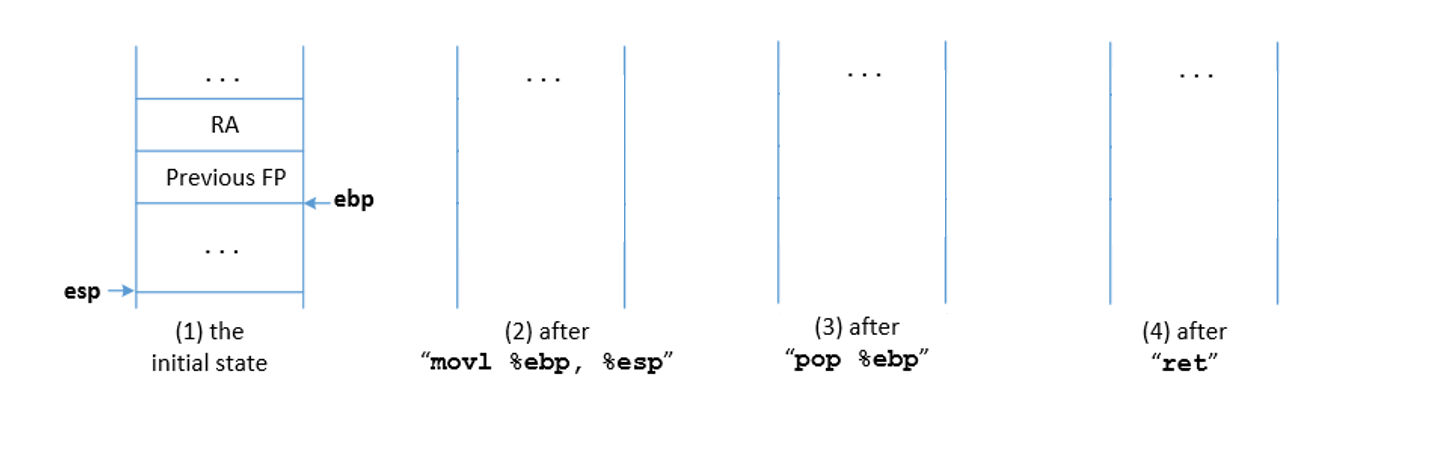 ...
...
...
...
RA
Previous FP
ebp
...
esp
(1) the
initial state
(2) after
“movl %ebp, %esp”
(3) after
“pop %ebp”
(4) after
“ret”